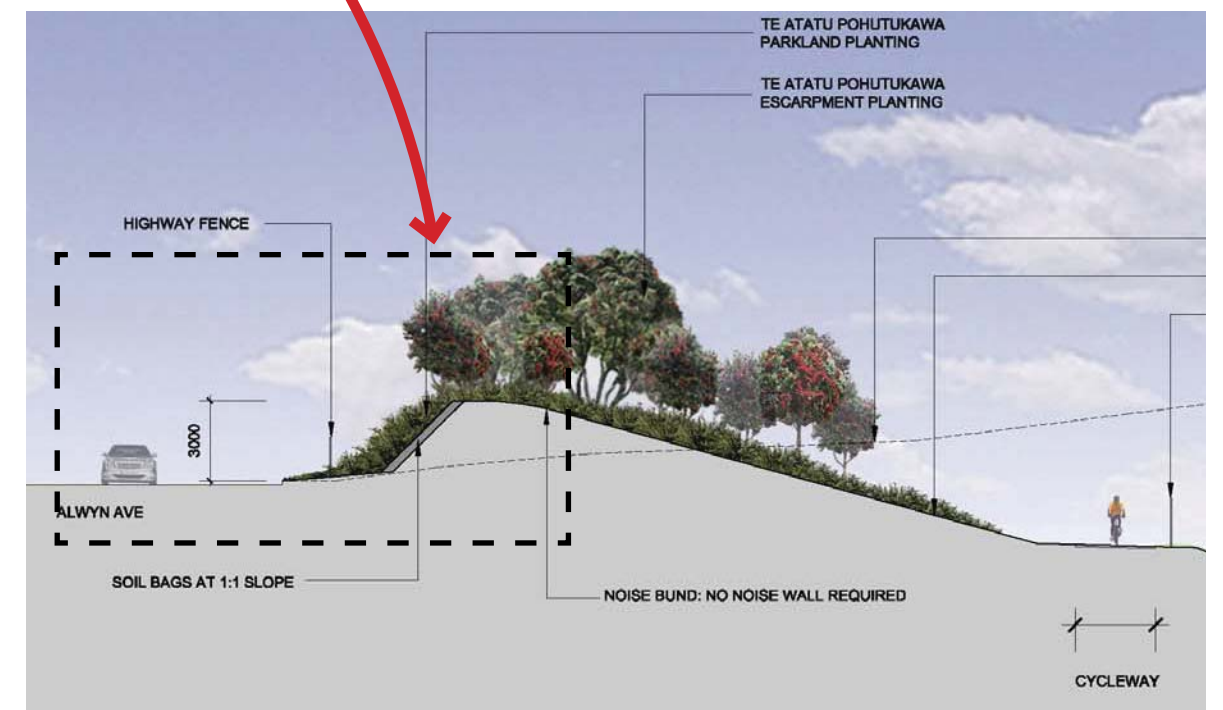 TE ATATU POHUTUKAWA
PARKLAND PLANTING
TE ATATU POHUTUKAWA
ESCARPMENT PLANTING
HIGHWAY FENCE
3000
ALWYN AVE
SOIL BAGS AT 1:1 SLOPE
NOISE BUND: NO NOISE WALL REQUIRED
CYCLEWAY